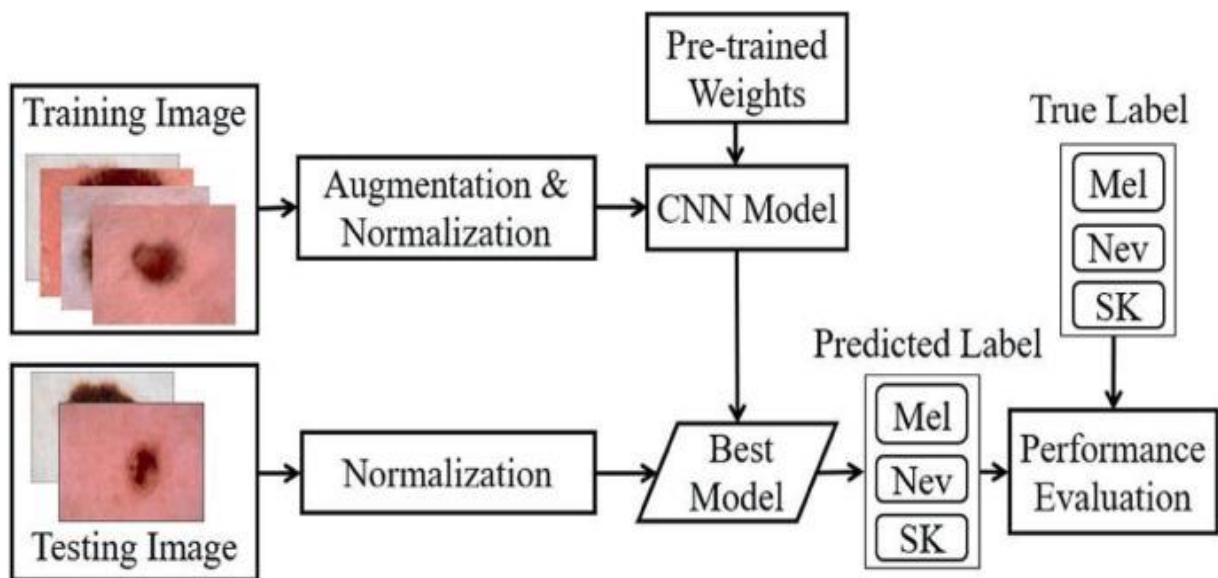 Pre-trained
Weights
Training Image
True Label
Augmentation &
Normalization
CNN Model
Mel
Nev
SK
Predicted Label
Mel
Nev
SK
Normalization
Best
Model
Performance
Evaluation
Testing Image